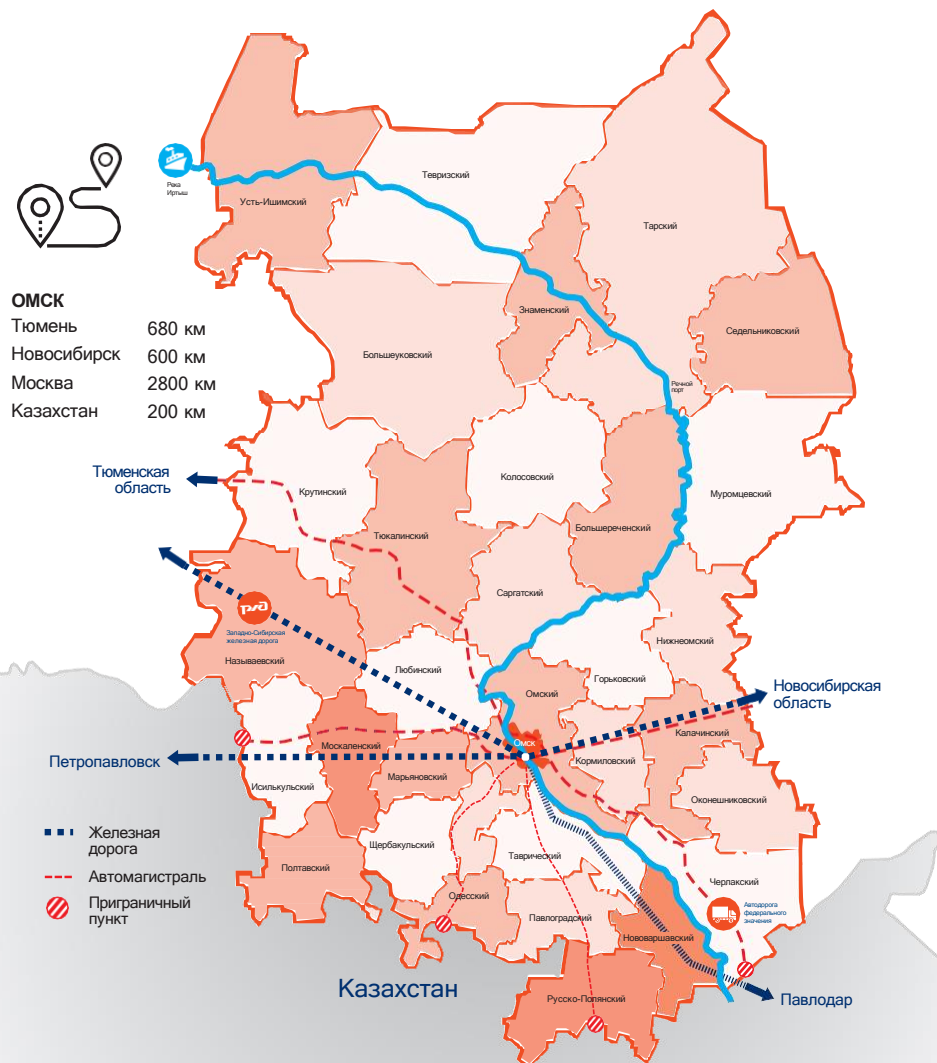 Река
Иртыш
Усть-Ишимский
Тевризский
Тарский
Знаменский
Седельниковский
Большеуковский
Речной
порт
ОМСК
Тюмень 680 км
Новосибирск 600 км
Москва 2800 км
Казахстан 200 км
Тюменская
область
Крутинский
Колосовский
Муромцевский
Тюкалинский
Большереченский
Саргатский
РЖД
Западно-Сибирская
железная дорога
Называевский
Любинский
Нижнеомский
Горьковский
Омский
Новосибирская
область
Калачинский
Москаленский
Омск
Петропавловск
Марьяновский
Кормиловский
Исилькульский
Оконешниковский
Железная
дорога
Щербакульский
Таврический
Полтавский
Автомагистраль
Черлакский
Одесский
Приграничный
пункт
Павлоградский
Автодорога
федерального
значения
Нововаршавский
Казахстан
Русско-Полянский
Павлодар